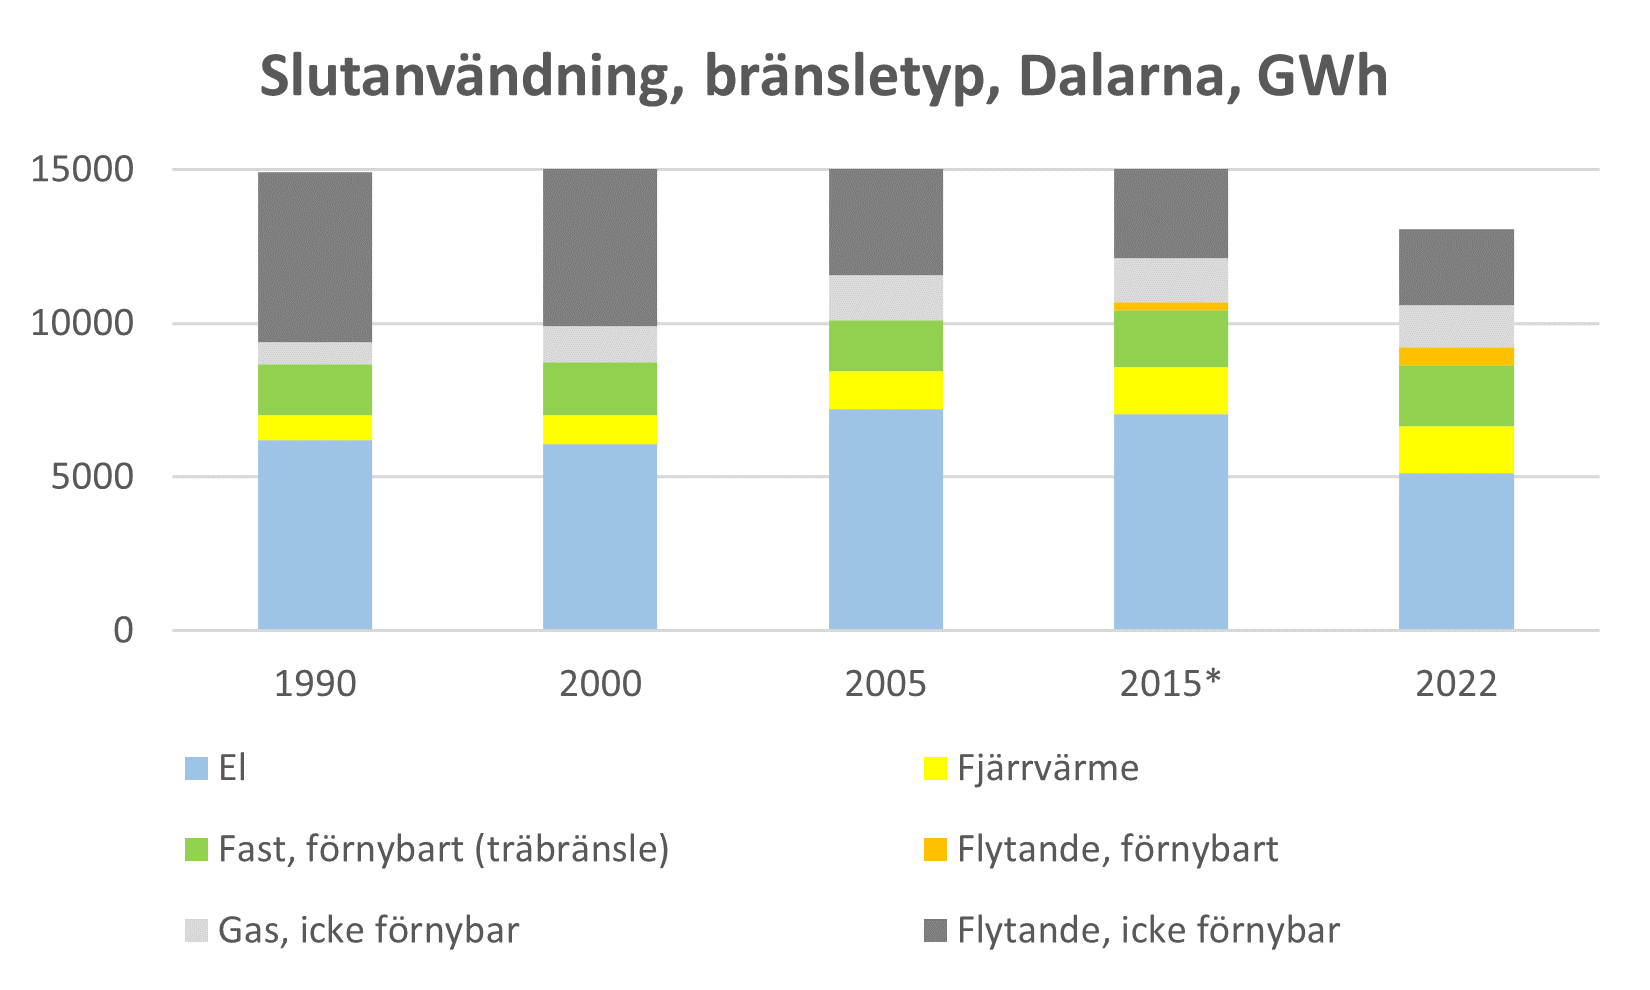 Slutanvändning, bränsletyp, Dalarna, GWh
15000
10000
5000
0
1990 2000 2005 2015* 2022
El Fjärrvärme
Fast, förnybart (träbränsle) Flytande, förnybart
Gas, icke förnybar Flytande, icke förnybar